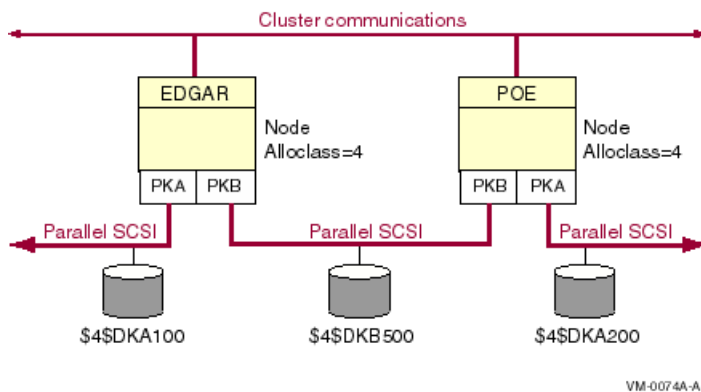 Cluster communications
EDGAR
POE
Node
Alloclass=4
Node
Alloclass=4
PKA
PKB
PKB
PKA
Parallel SCSI
Parallel SCSI
Parallel SCSI
$4$DKA100
$4$DKB500
$4$DKA200
VM-0074A-A